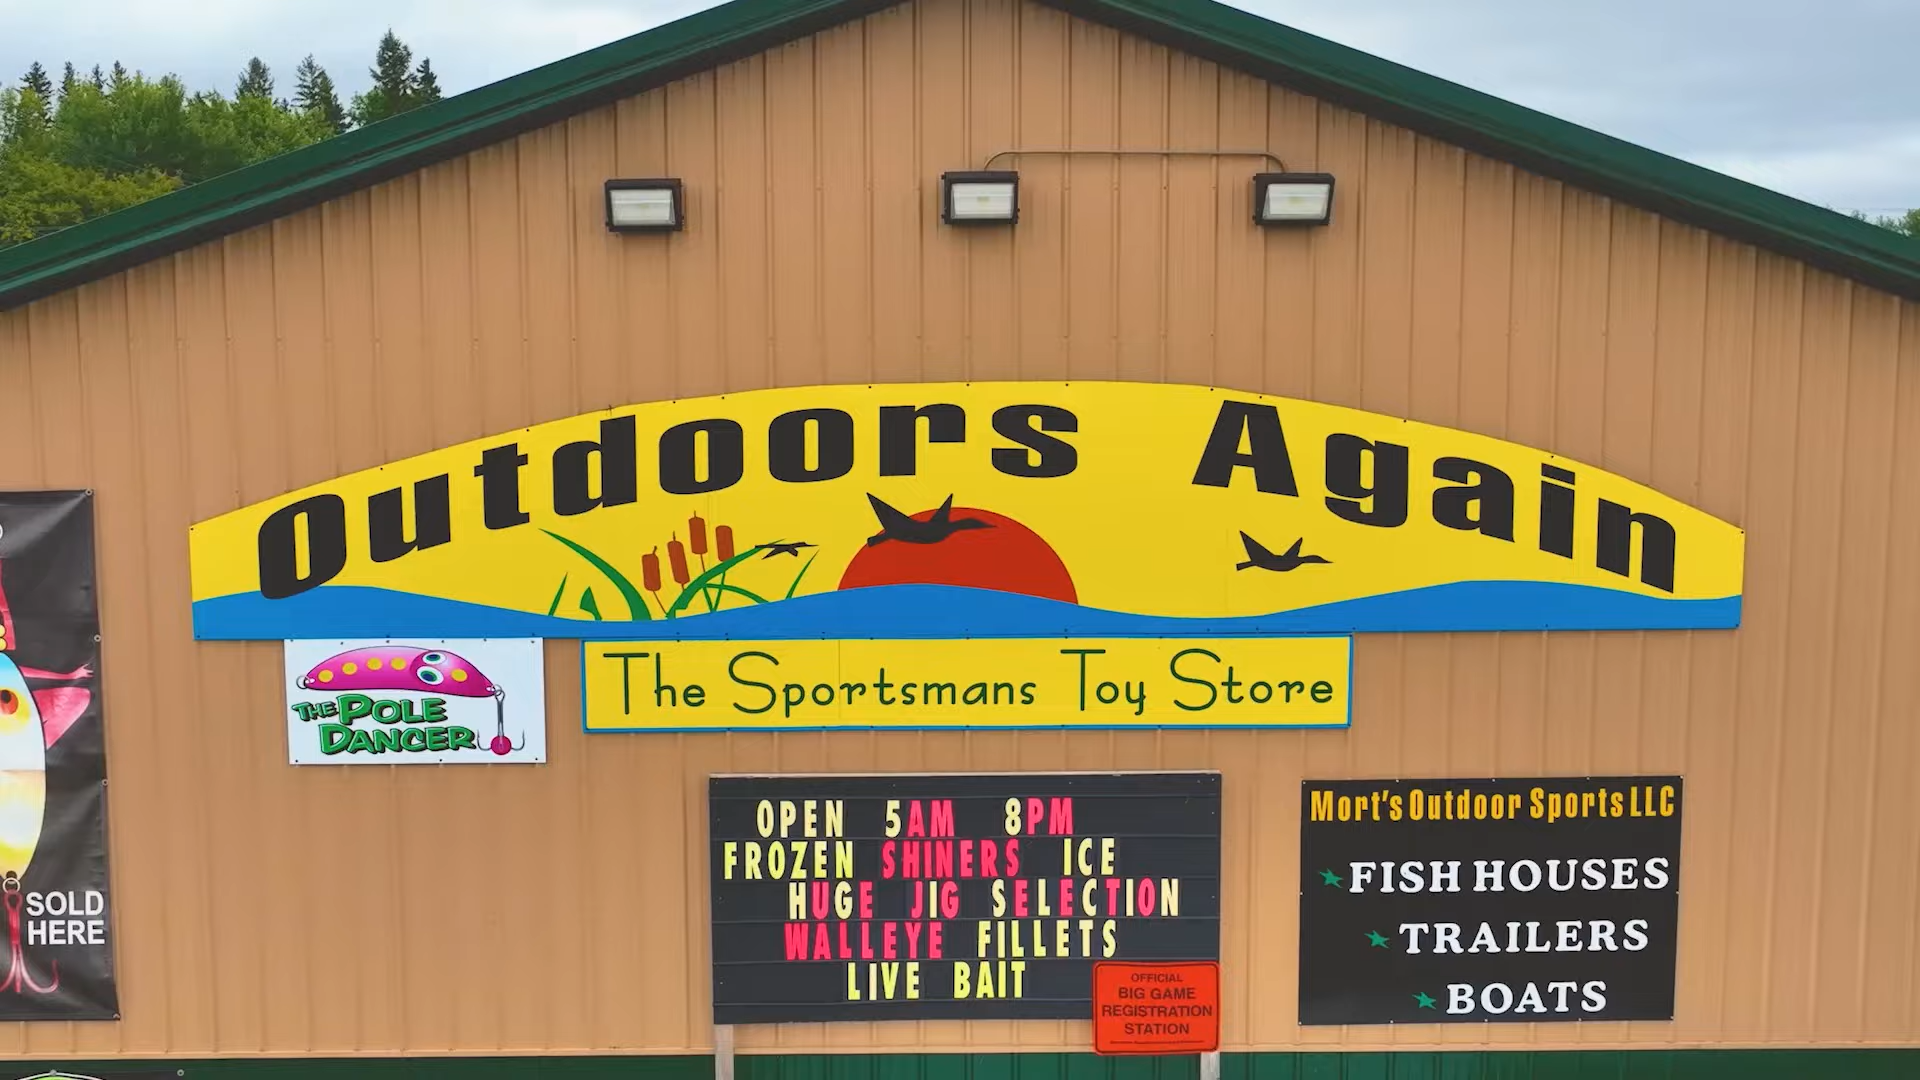 Outdoors Again
THE POLE
DANCER
The Sportsmans Toy Store
OPEN 5AM 8PM
FROZEN SHINERS ICE
HUGE JIG SELECTION
WALLEYE FILLETS
LIVE BAIT
OFFICIAL
BIG GAME
REGISTRATION
STATION
Mort's Outdoor Sports LLC
FISH HOUSES
TRAILERS
BOATS
SOLD
HERE